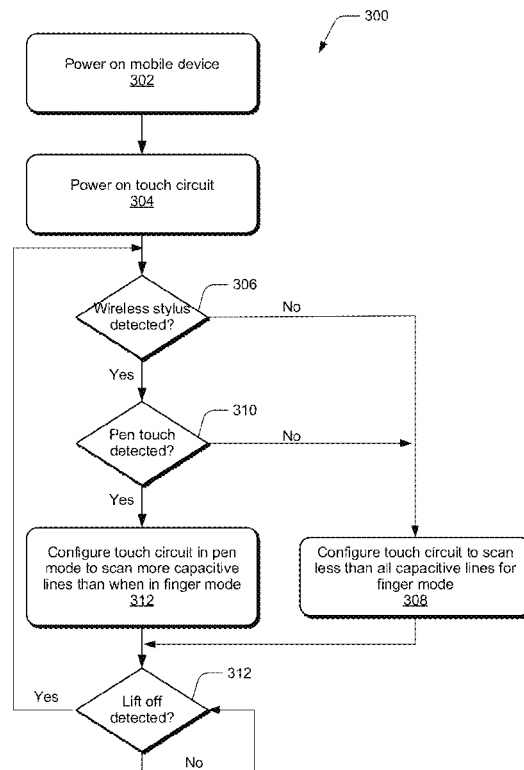 300
Power on mobile device
302
Power on touch circuit
304
306
Wireless stylus
detected?
No
Yes
310
Pen touch
detected?
No
Yes
Configure touch circuit in pen
mode to scan more capacitive
lines than when in finger mode
312
Configure touch circuit to scan
less than all capacitive lines for
finger mode
308
312
Yes
Lift off
detected?
No